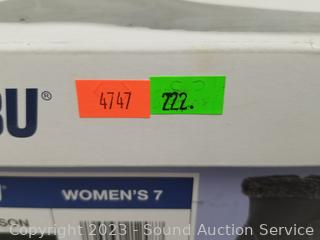 4747 222.
BU®
WOMEN'S 7
SON
Copyright 2023 - Sound Auction Service